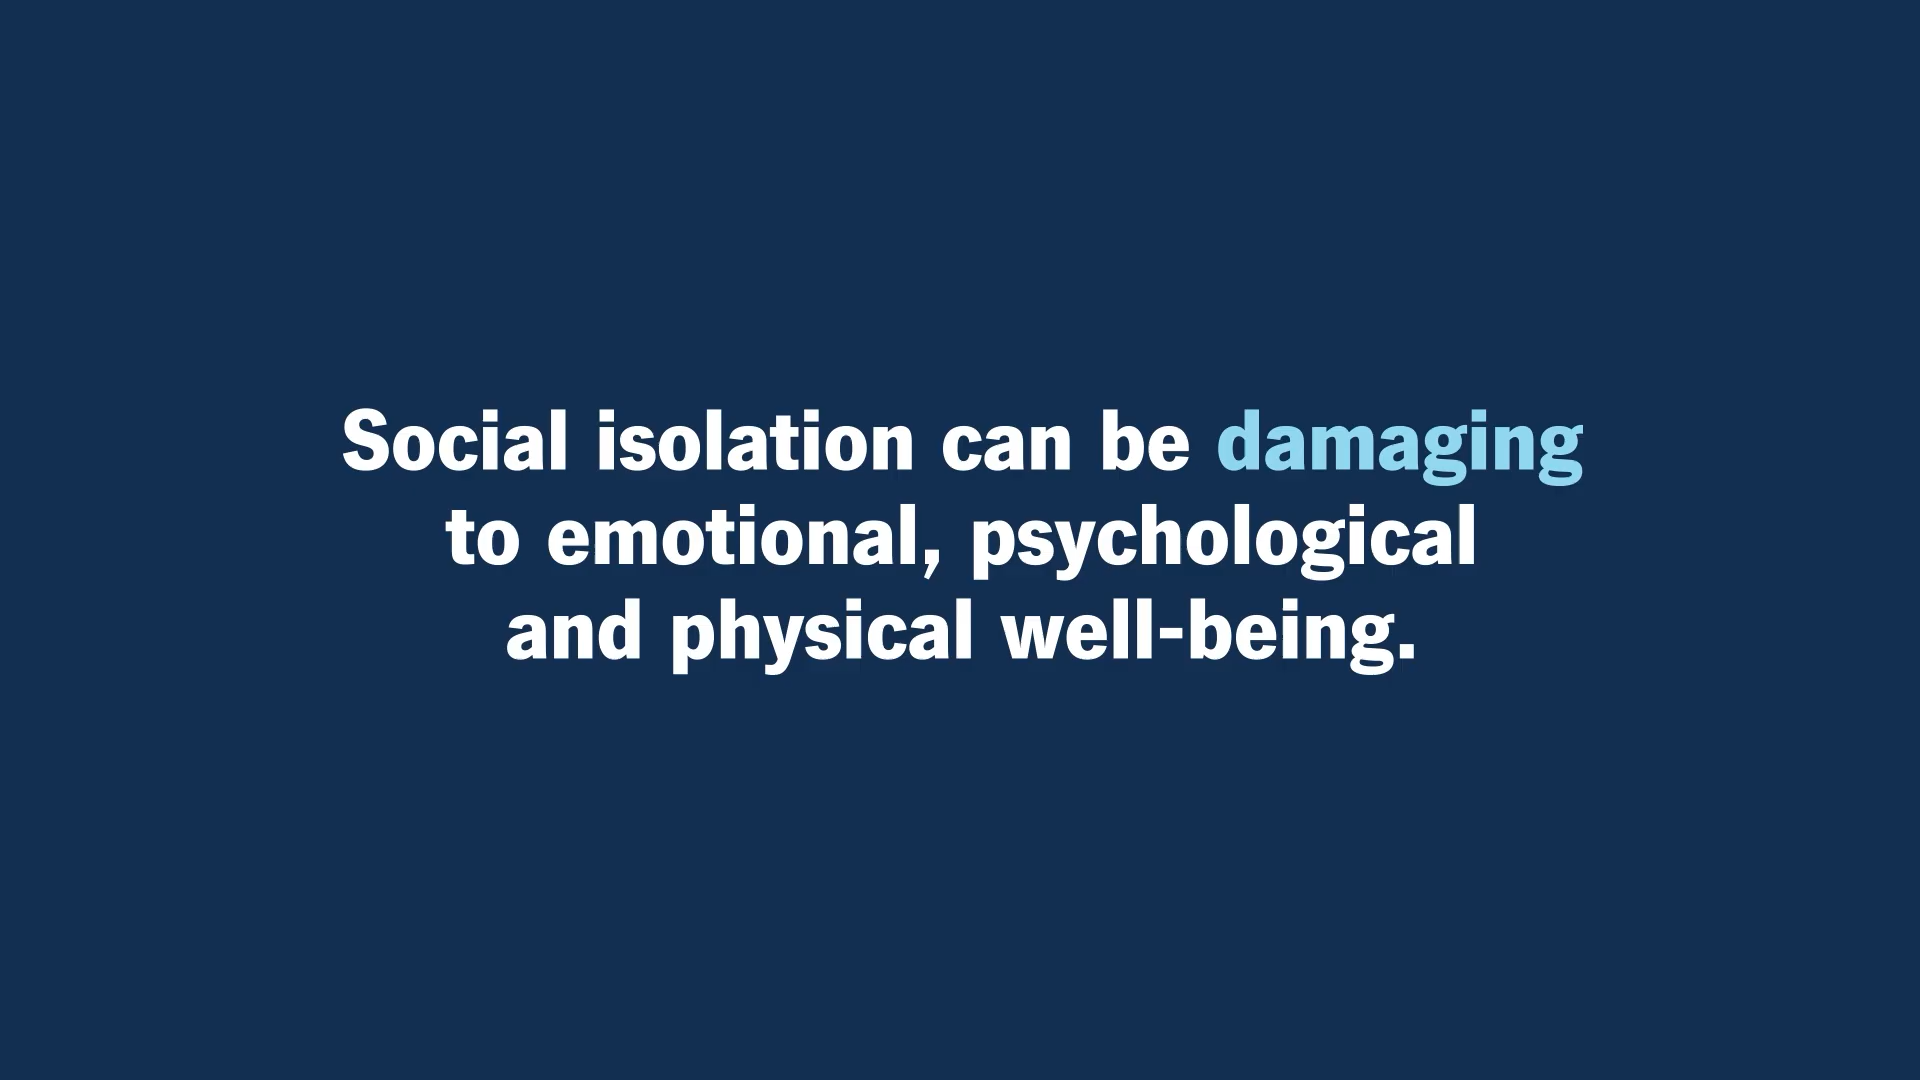 Social isolation can be damaging
to emotional, psychological
and physical well-being.